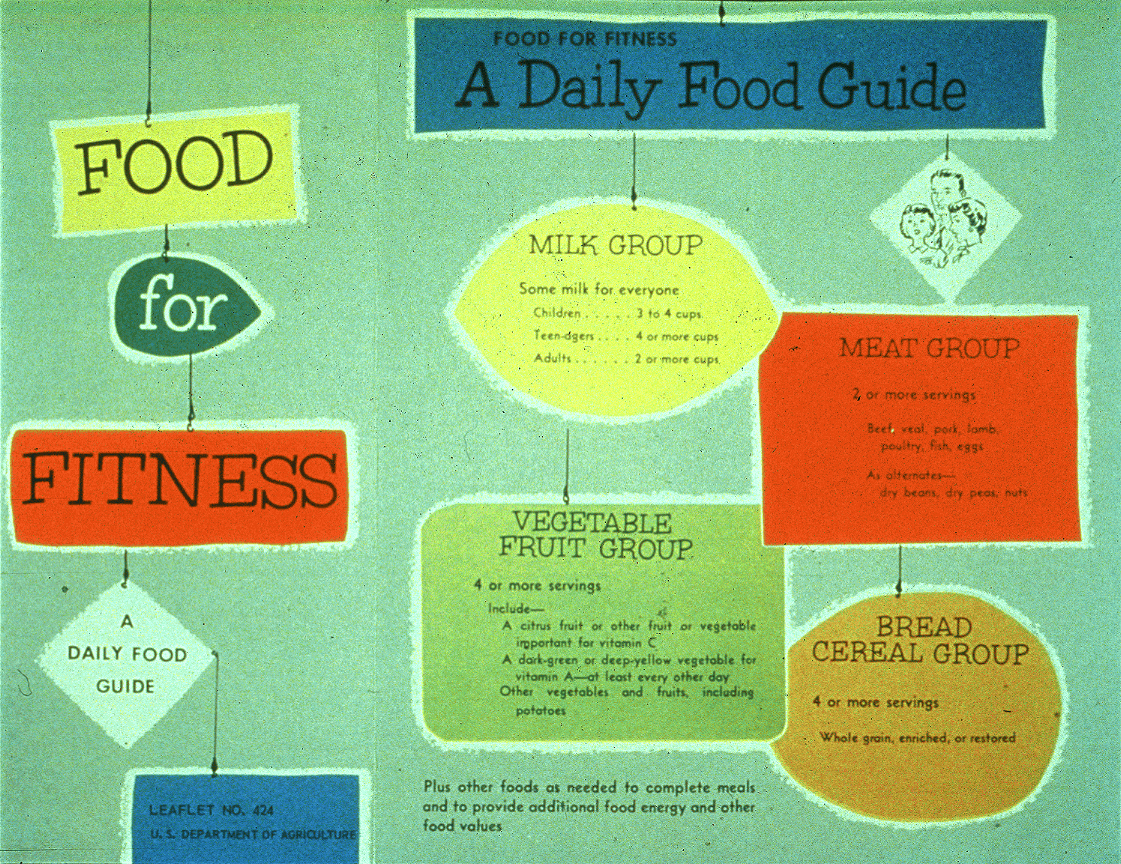 FOOD
for
FITNESS
A
DAILY FOOD
GUIDE
LEAFLET NO. 424
U. S. DEPARTMENT OF AGRICULTURE
FOOD FOR FITNESS
A Daily Food Guide
MILK GROUP
Some milk for everyone
Children . . . . . 3 to 4 cups
Teen-agers . . . . 4 or more cups
Adults . . . . . . 2 or more cups
MEAT GROUP
2 or more servings
Beef, veal, pork, lamb,
poultry, fish, eggs
As alternates—
dry beans, dry peas, nuts
VEGETABLE
FRUIT GROUP
4 or more servings
Include—
A citrus fruit or other fruit or vegetable
important for vitamin C
A dark-green or deep-yellow vegetable for
vitamin A—at least every other day
Other vegetables and fruits, including
potatoes
BREAD
CEREAL GROUP
4 or more servings
Whole grain, enriched, or restored
Plus other foods as needed to complete meals
and to provide additional food energy and other
food values